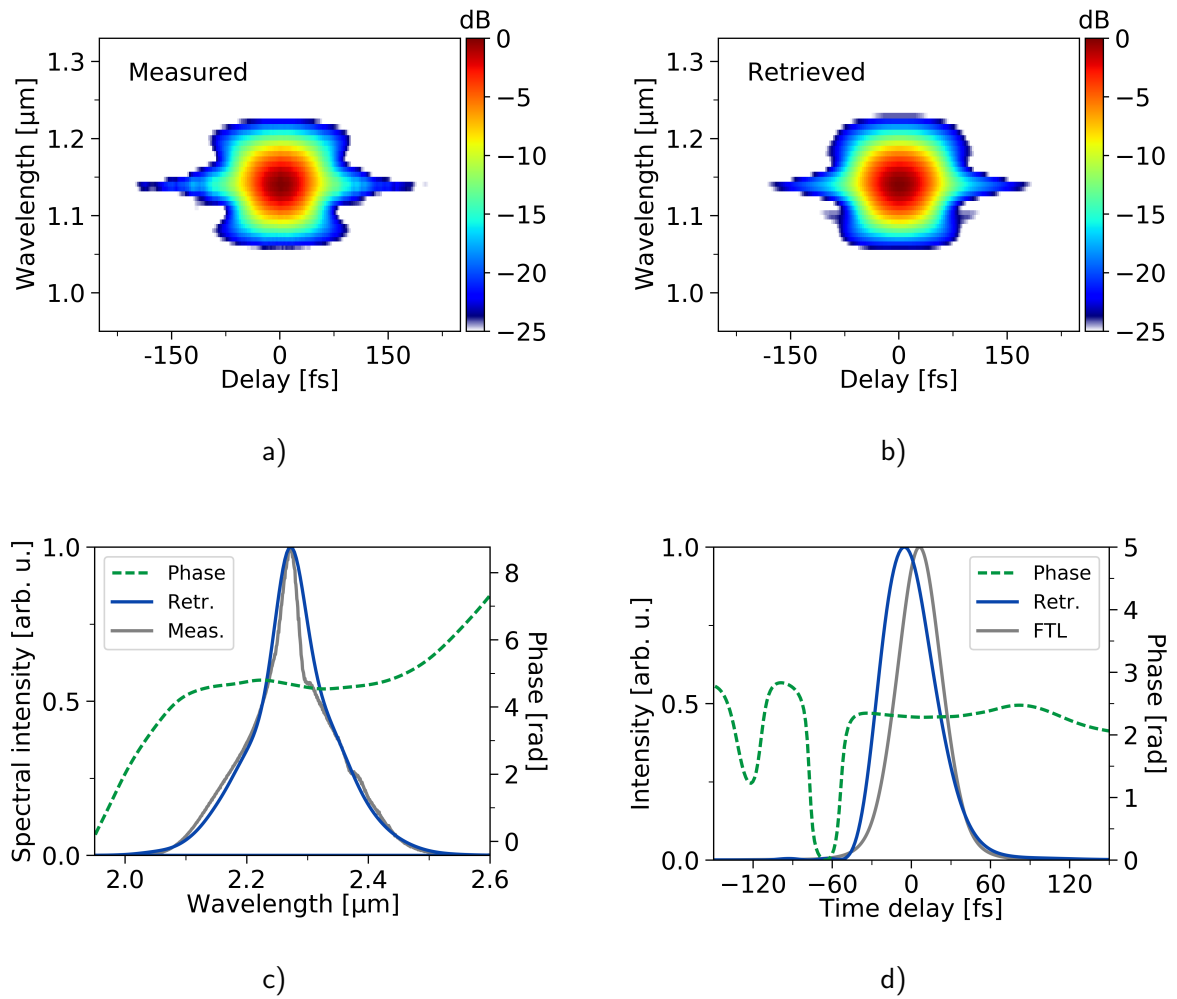 dB
Measured
Wavelength [µm]
1.3
1.2
1.1
1.0
-150 0 150
Delay [fs]
0
−5
−10
−15
−20
−25
a)
dB
Retrieved
Wavelength [µm]
1.3
1.2
1.1
1.0
-150 0 150
Delay [fs]
0
−5
−10
−15
−20
−25
b)
Spectral intensity [arb. u.]
1.0
0.5
0.0
Phase
Retr.
Meas.
8
6
4
2
0
Phase [rad]
2.0 2.2 2.4 2.6
Wavelength [µm]
c)
Intensity [arb. u.]
1.0
0.5
0.0
Phase
Retr.
FTL
5
4
3
2
1
0
Phase [rad]
−120 −60 0 60 120
Time delay [fs]
d)